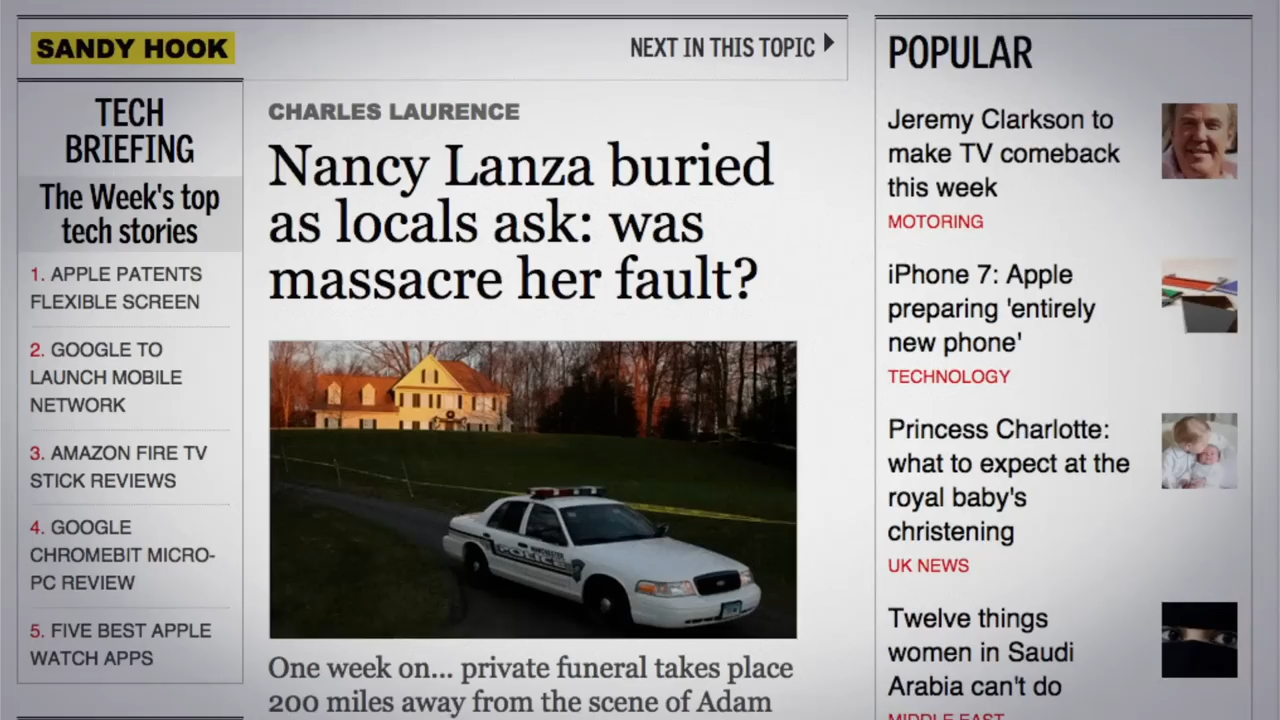 SANDY HOOK
NEXT IN THIS TOPIC
TECH
BRIEFING
The Week's top
tech stories
1. APPLE PATENTS
FLEXIBLE SCREEN
2. GOOGLE TO
LAUNCH MOBILE
NETWORK
3. AMAZON FIRE TV
STICK REVIEWS
4. GOOGLE
CHROMEBIT MICRO-
PC REVIEW
5. FIVE BEST APPLE
WATCH APPS
CHARLES LAURENCE
Nancy Lanza buried
as locals ask: was
massacre her fault?
MANCHESTER
POLICE
One week on... private funeral takes place
200 miles away from the scene of Adam
POPULAR
Jeremy Clarkson to
make TV comeback
this week
MOTORING
iPhone 7: Apple
preparing 'entirely
new phone'
TECHNOLOGY
Princess Charlotte:
what to expect at the
royal baby's
christening
UK NEWS
Twelve things
women in Saudi
Arabia can't do
MIDDLE EAST